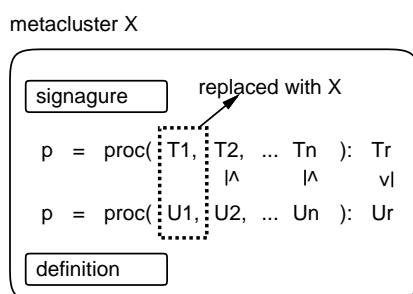 metacluster X
signagure
replaced with X
p = proc( T1, T2, ... Tn ): Tr
|∧ |∧ ∨|
p = proc( U1, U2, ... Un ): Ur
definition